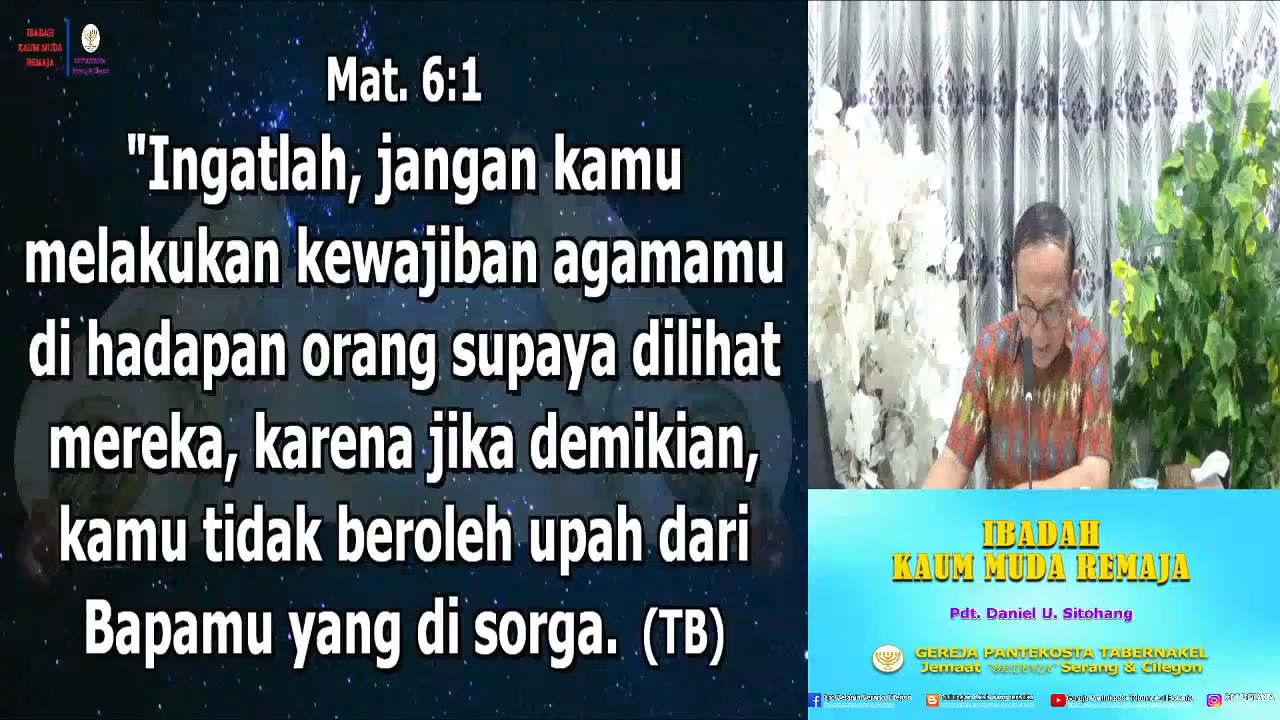 IBADAH
KAUM MUDA
REMAJA
Mat. 6:1
"Ingatlah, jangan kamu
melakukan kewajiban agamamu
di hadapan orang supaya dilihat
mereka, karena jika demikian,
kamu tidak beroleh upah dari
Bapamu yang di sorga. (TB)
IBADAH
KAUM MUDA REMAJA
Pdt. Daniel U. Sitohang
GEREJA PANTEKOSTA TABERNAKEL
Jemaat "BETANIA" Serang & Cilegon